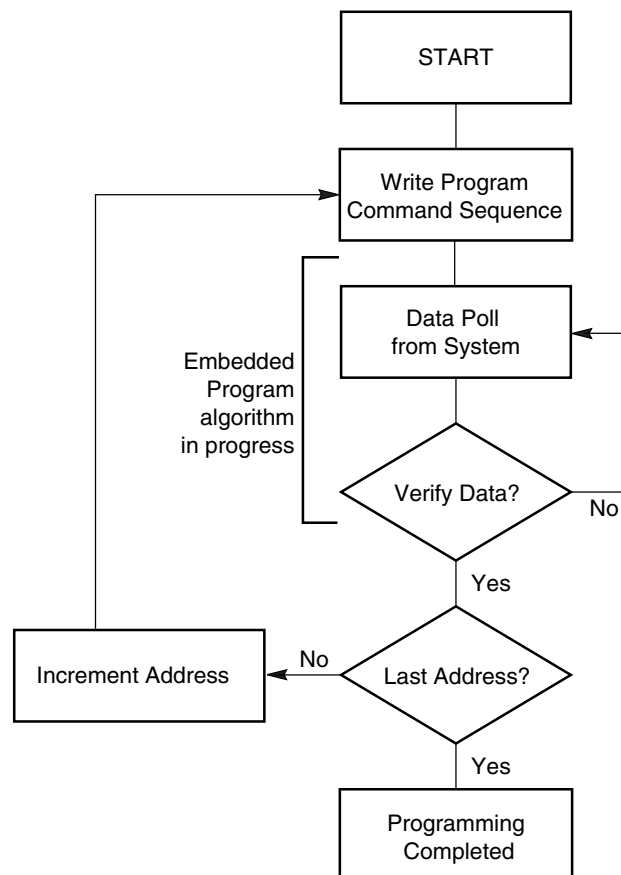 START
Write Program
Command Sequence
Data Poll
from System
Embedded
Program
algorithm
in progress
Verify Data?
No
Yes
No
Increment Address
Last Address?
Yes
Programming
Completed